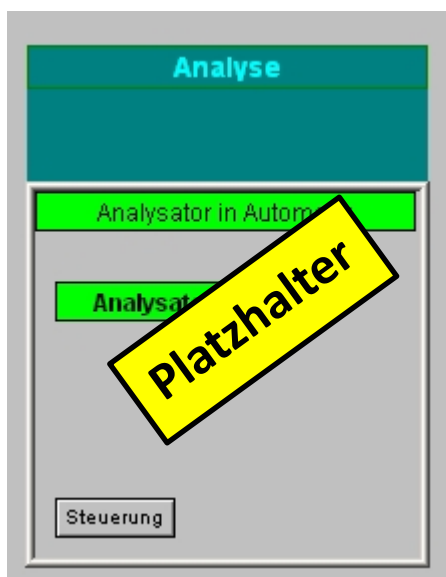 Analyse
Analysator in Autom
Analysat
Platzhalter
Steuerung